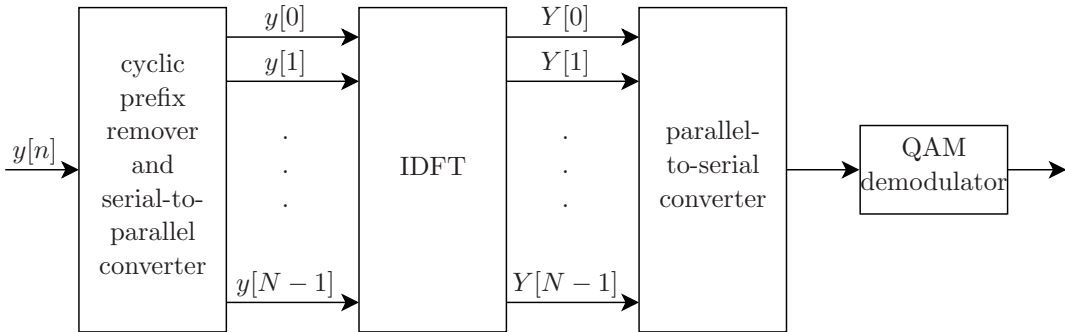 y[n]
cyclic
prefix
remover
and
serial-to-
parallel
converter
y[0]
y[1]
.
.
.
y[N − 1]
IDFT
Y[0]
Y[1]
.
.
.
Y[N − 1]
parallel-
to-serial
converter
QAM
demodulator